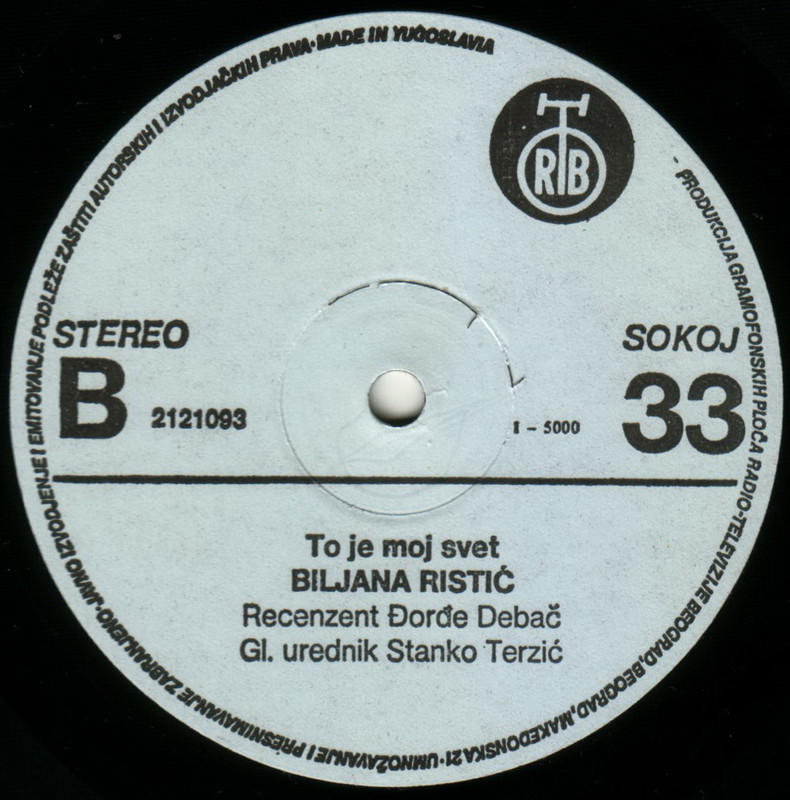 - PRODUKCIJA GRAMOFONSKIH PLOČA RADIO-TELEVIZIJE BEOGRAD, BEOGRAD, MAKEDONSKA 21 · UMNOŽAVANJE I PRESNIMAVANJE ZABRANJENO · JAVNO IZVODJENJE I EMITOVANJE PODLEŽE ZAŠTITI AUTORSKIH I IZVODJAČKIH PRAVA · MADE IN YUGOSLAVIA
RTB
STEREO
SOKOJ
B
2121093
I - 5000
33
To je moj svet
BILJANA RISTIĆ
Recenzent Đorđe Debač
Gl. urednik Stanko Terzić